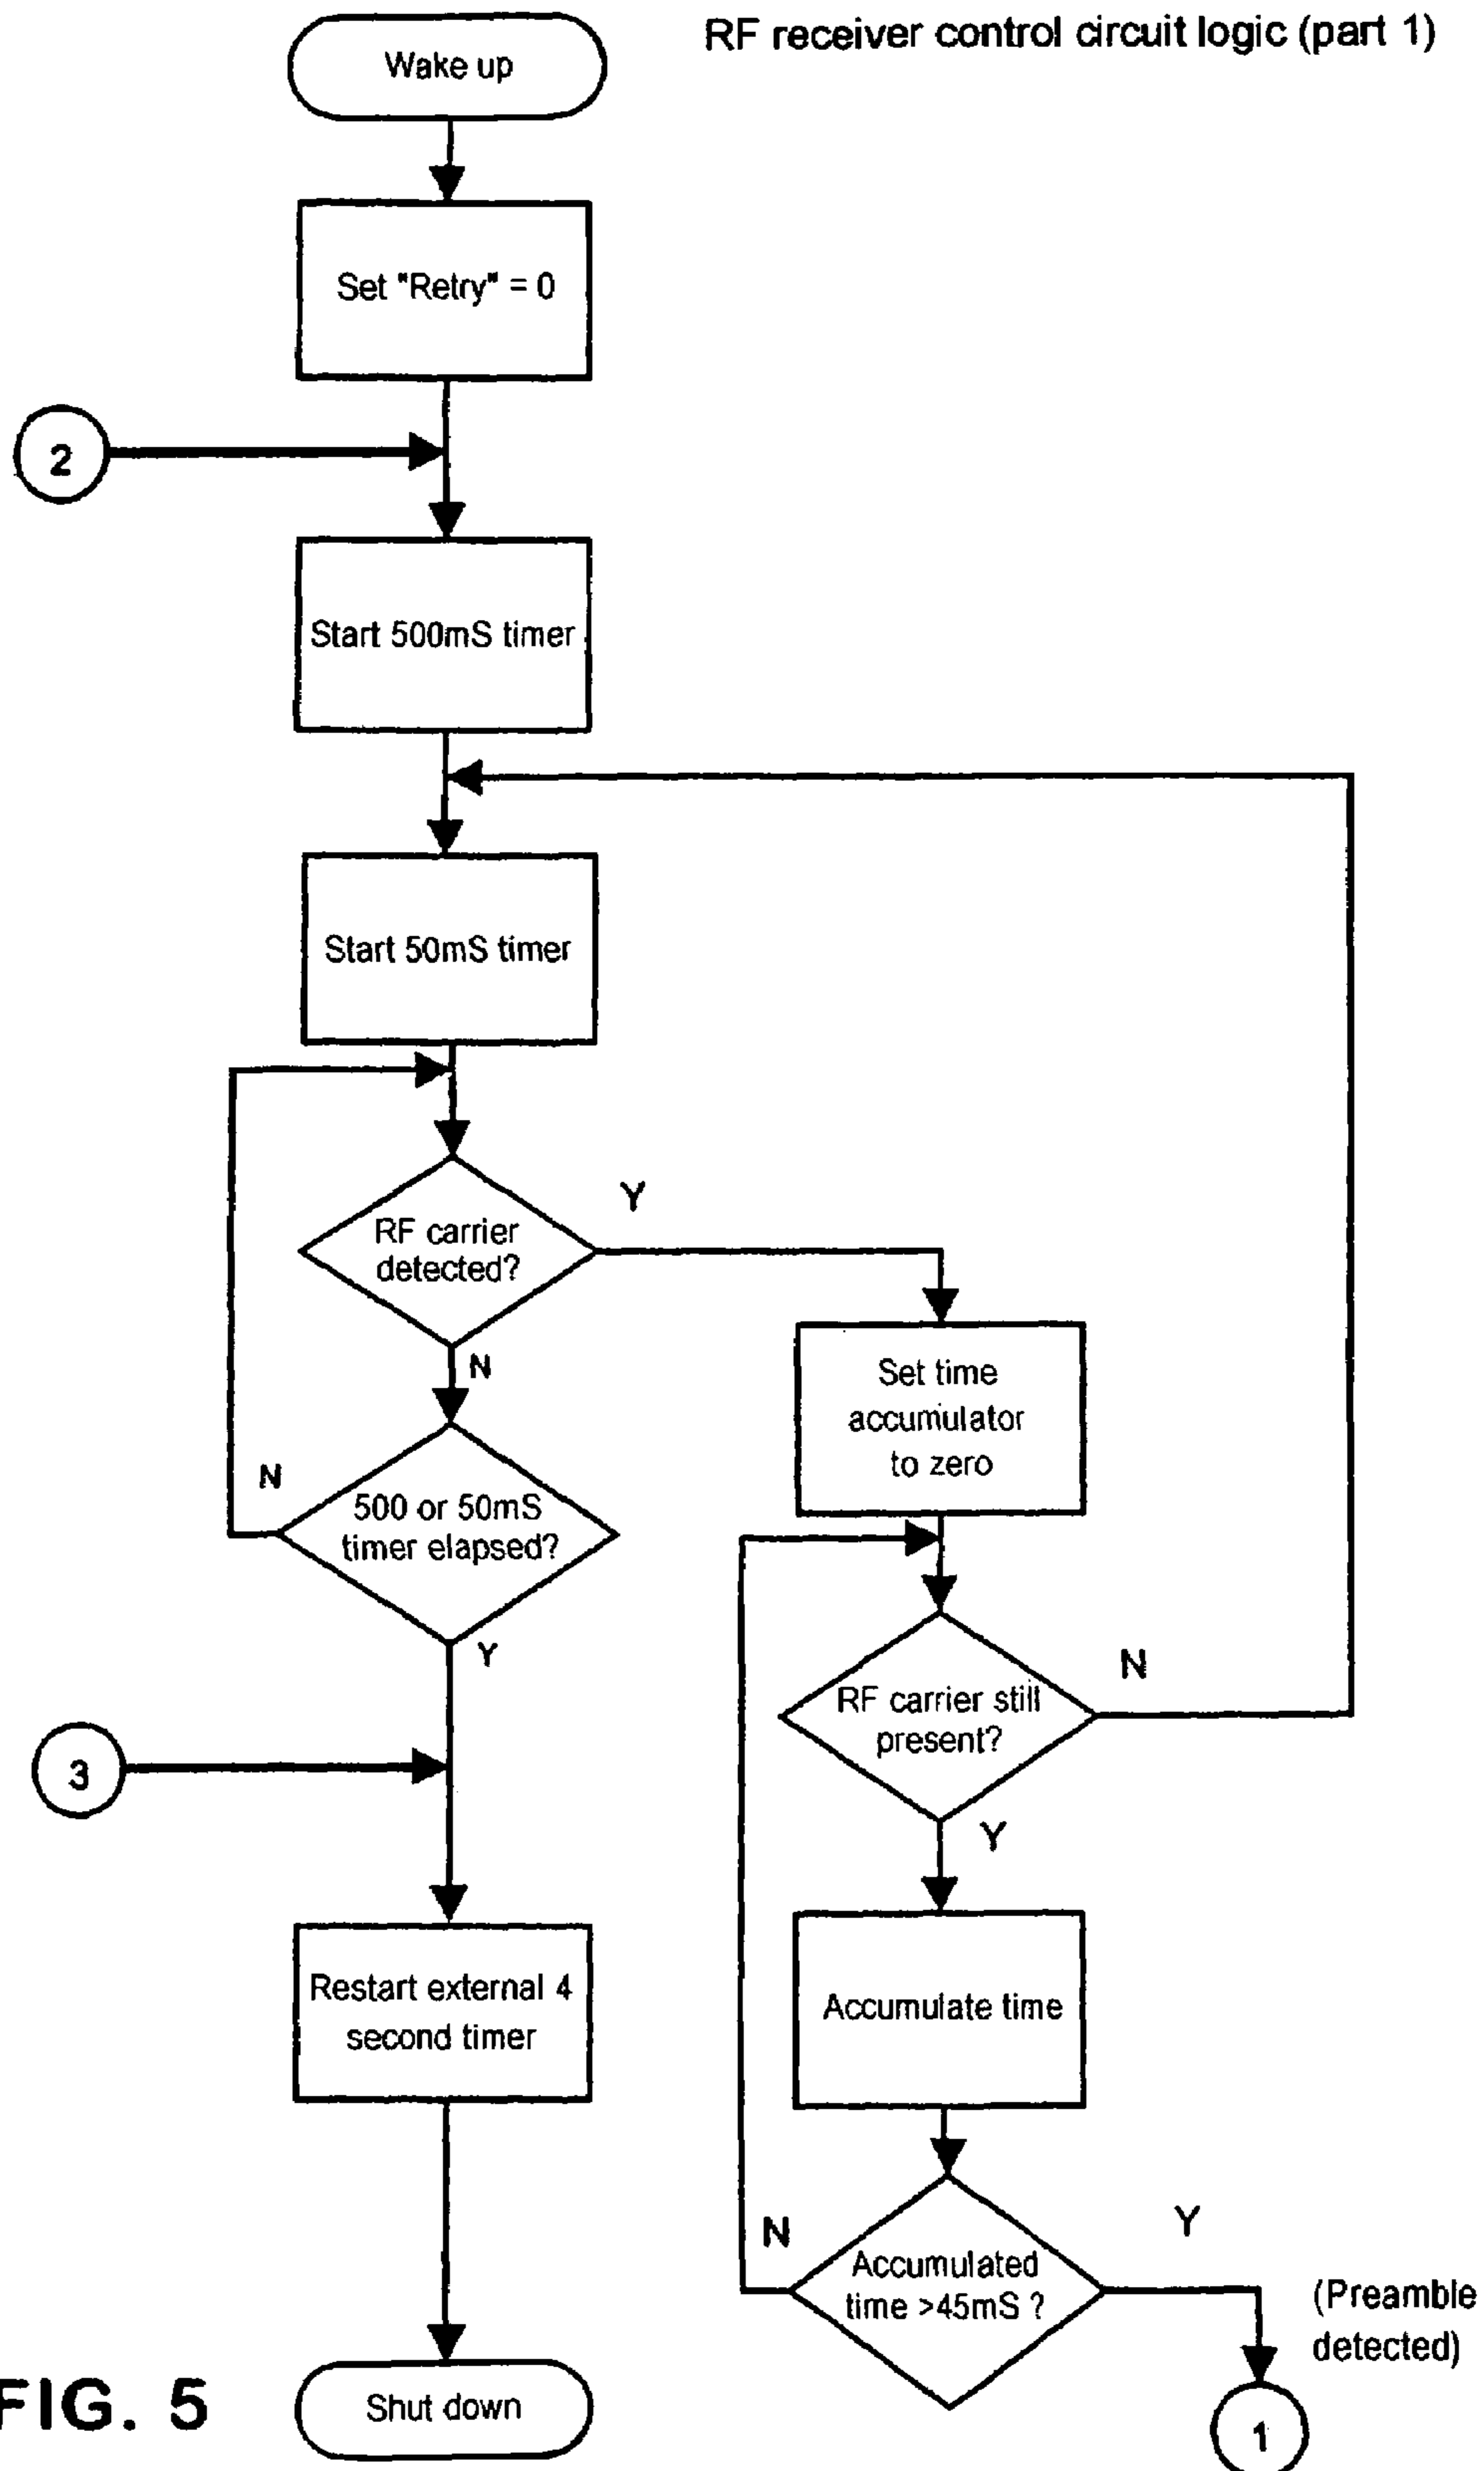 RF receiver control circuit logic (part 1)
Wake up
Set "Retry" = 0
2
Start 500mS timer
Start 50mS timer
RF carrier
detected?
Y
N
500 or 50mS
timer elapsed?
N
Y
3
Restart external 4
second timer
Shut down
Set time
accumulator
to zero
RF carrier still
present?
N
Y
Accumulate time
Accumulated
time >45mS ?
N
Y
(Preamble
detected)
1
FIG. 5